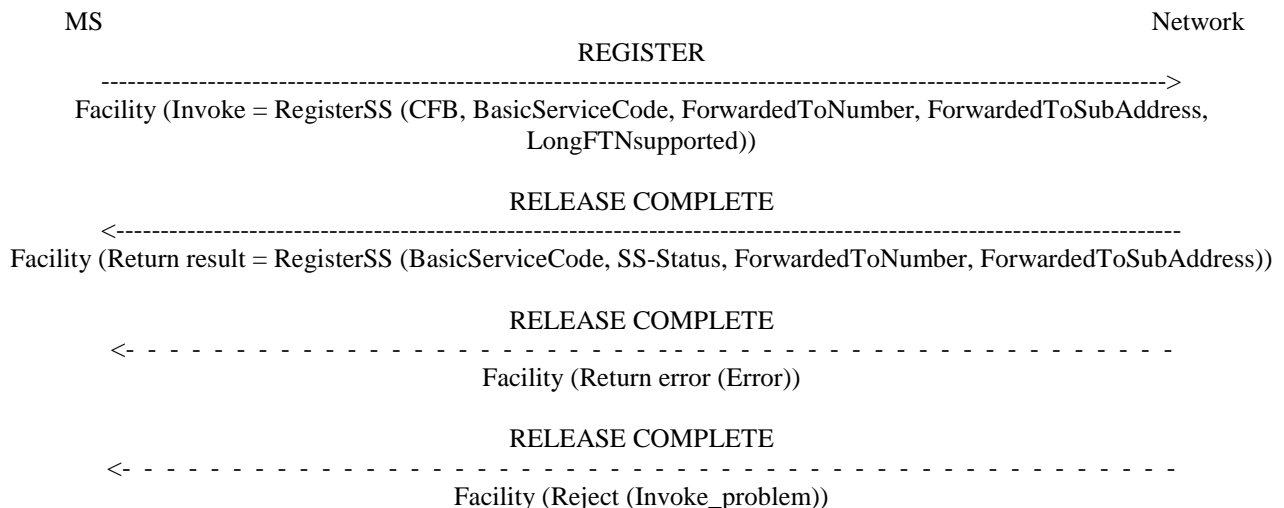 MS Network
REGISTER
------------------------------------------------------------------------------------------------------------------------>
Facility (Invoke = RegisterSS (CFB, BasicServiceCode, ForwardedToNumber, ForwardedToSubAddress,
LongFTNsupported))
RELEASE COMPLETE
<------------------------------------------------------------------------------------------------------------------------
Facility (Return result = RegisterSS (BasicServiceCode, SS-Status, ForwardedToNumber, ForwardedToSubAddress))
RELEASE COMPLETE
<- - - - - - - - - - - - - - - - - - - - - - - - - - - - - - - - - - - - - - - - - - - - - - - - - -
Facility (Return error (Error))
RELEASE COMPLETE
<- - - - - - - - - - - - - - - - - - - - - - - - - - - - - - - - - - - - - - - - - - - - - - - - - -
Facility (Reject (Invoke_problem))